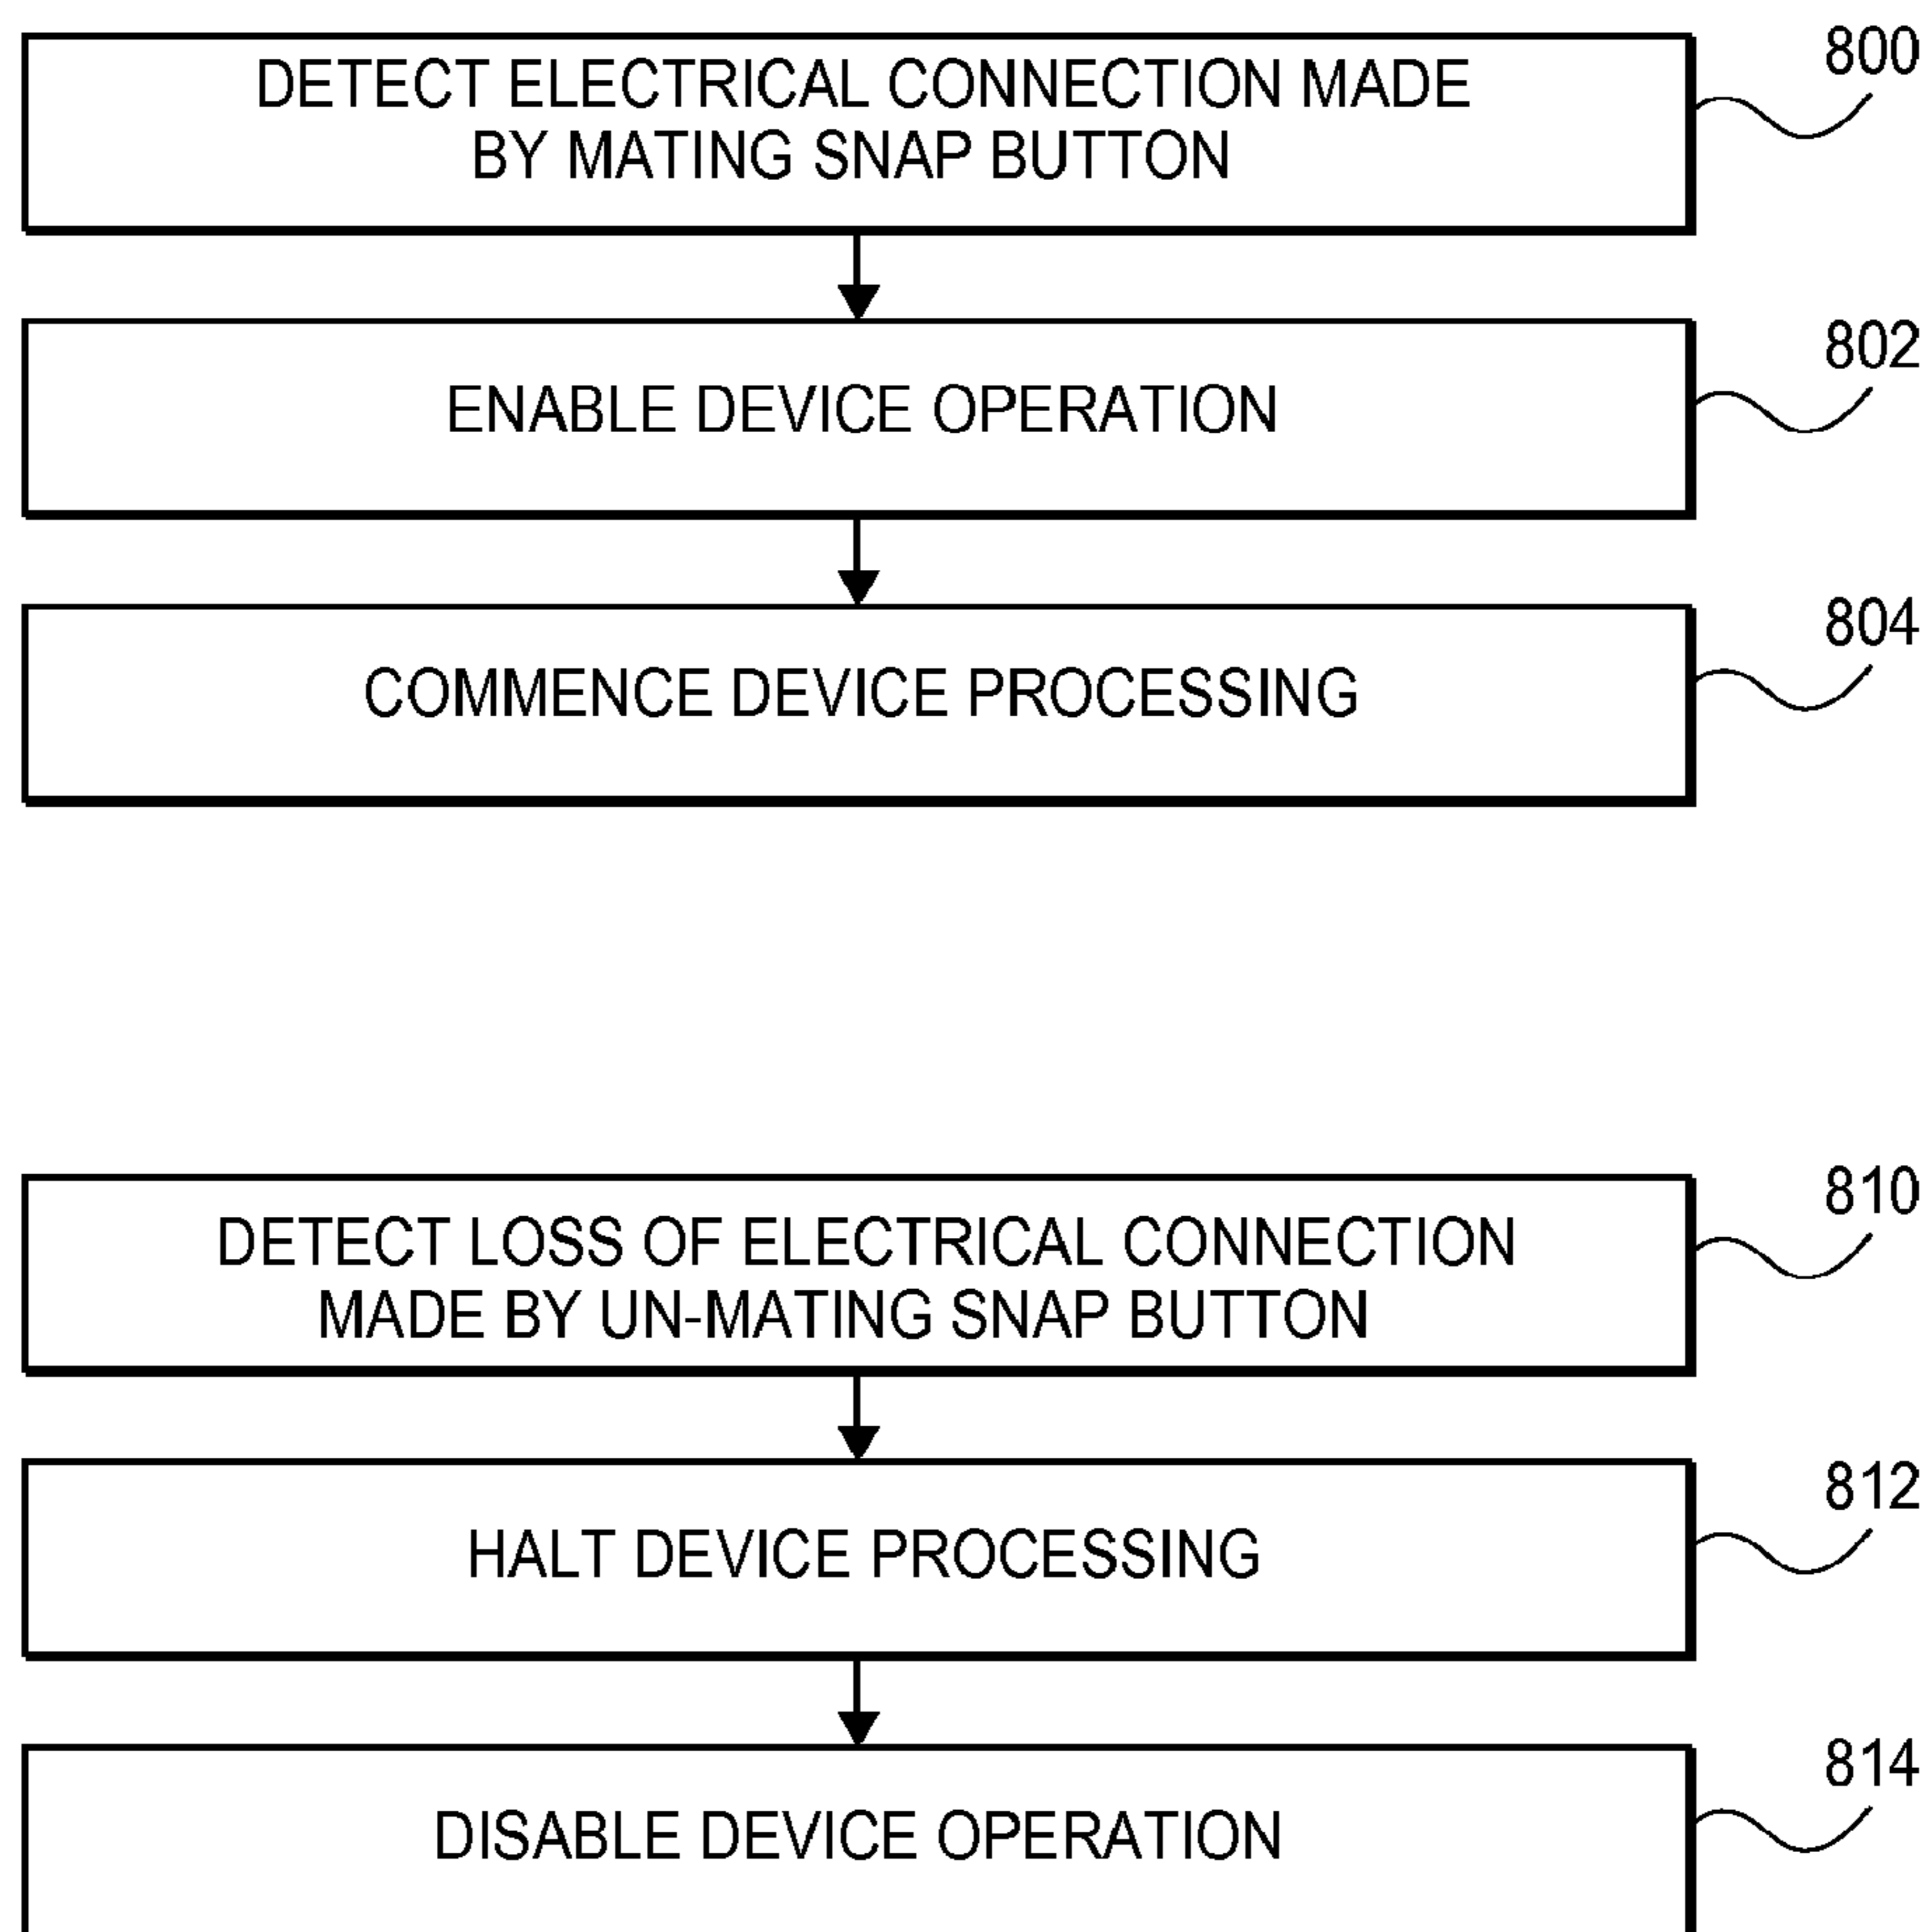 800
DETECT ELECTRICAL CONNECTION MADE
BY MATING SNAP BUTTON
802
ENABLE DEVICE OPERATION
804
COMMENCE DEVICE PROCESSING
810
DETECT LOSS OF ELECTRICAL CONNECTION
MADE BY UN-MATING SNAP BUTTON
812
HALT DEVICE PROCESSING
814
DISABLE DEVICE OPERATION